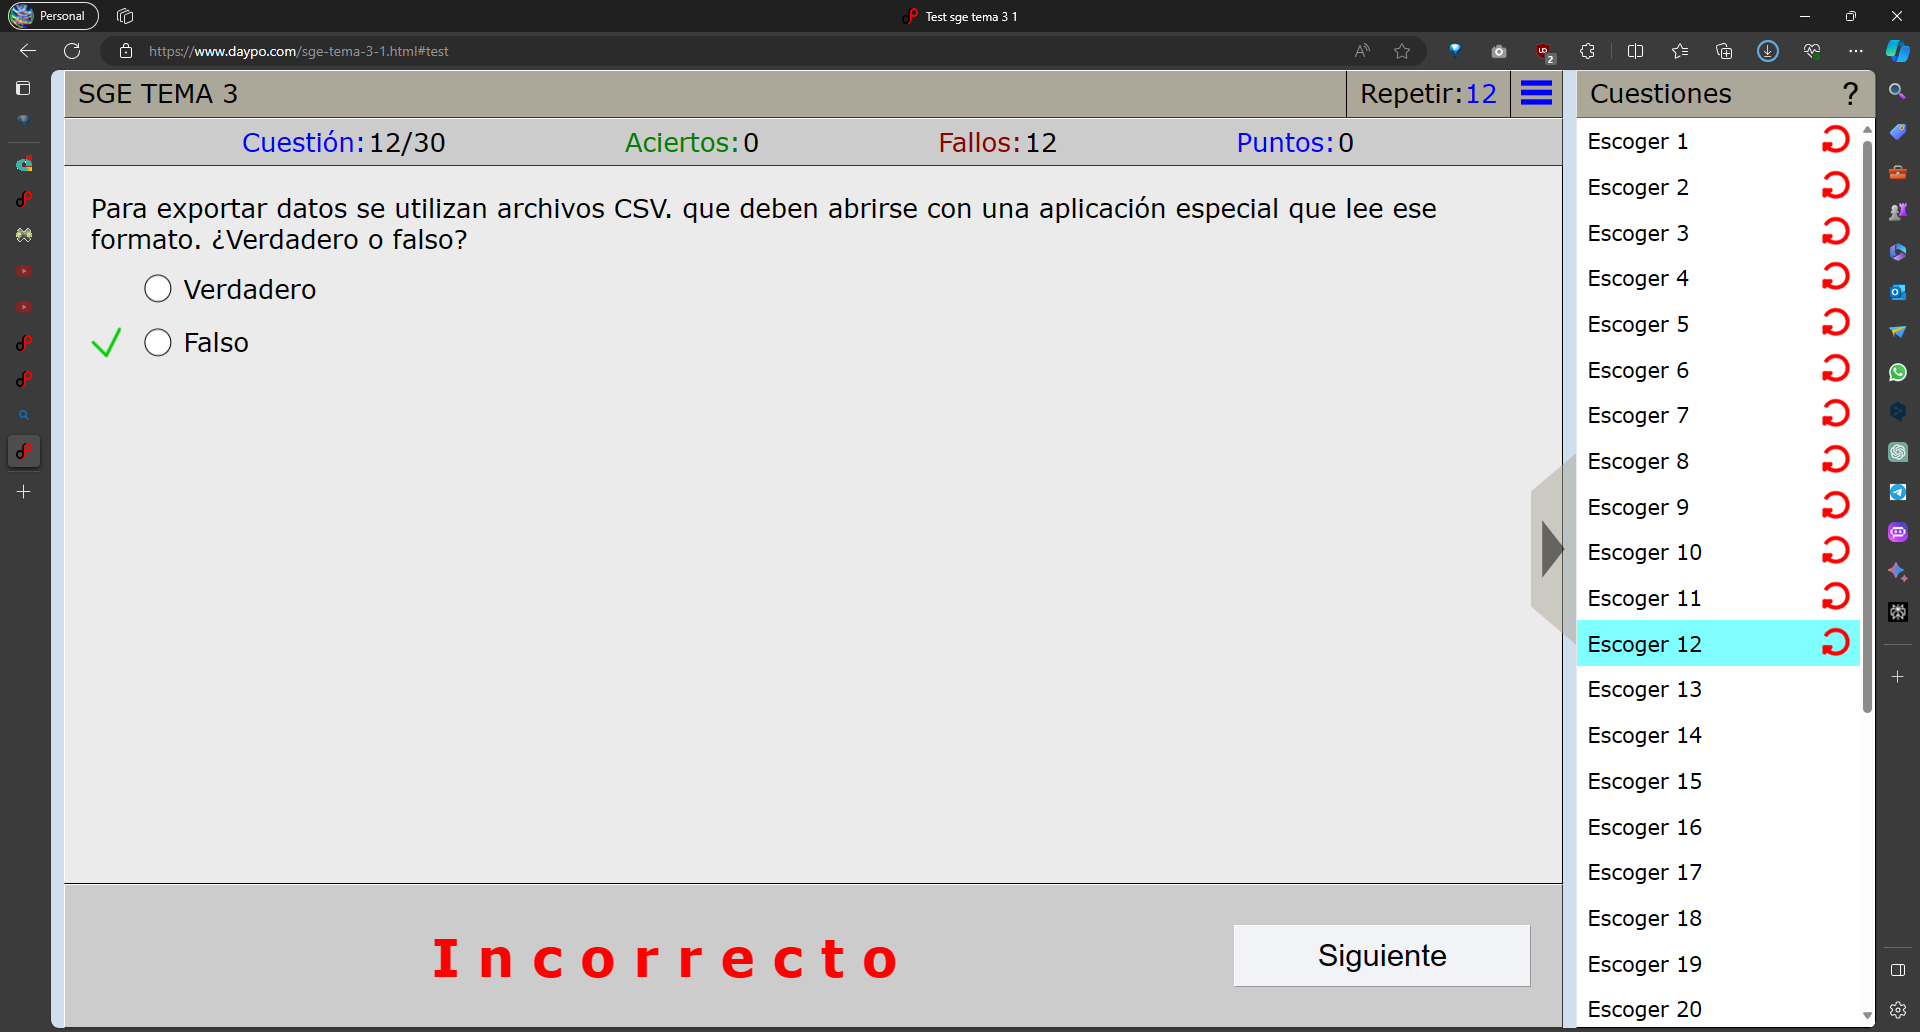 Personal
Test sge tema 3 1
https://www.daypo.com/sge-tema-3-1.html#test
2
SGE TEMA 3
Repetir:12
Cuestiones
?
Cuestión:12/30
Aciertos:0
Fallos:12
Puntos:0
Para exportar datos se utilizan archivos CSV. que deben abrirse con una aplicación especial que lee ese
formato. ¿Verdadero o falso?
Verdadero
Falso
Incorrecto
Siguiente
Escoger 1
Escoger 2
Escoger 3
Escoger 4
Escoger 5
Escoger 6
Escoger 7
Escoger 8
Escoger 9
Escoger 10
Escoger 11
Escoger 12
Escoger 13
Escoger 14
Escoger 15
Escoger 16
Escoger 17
Escoger 18
Escoger 19
Escoger 20